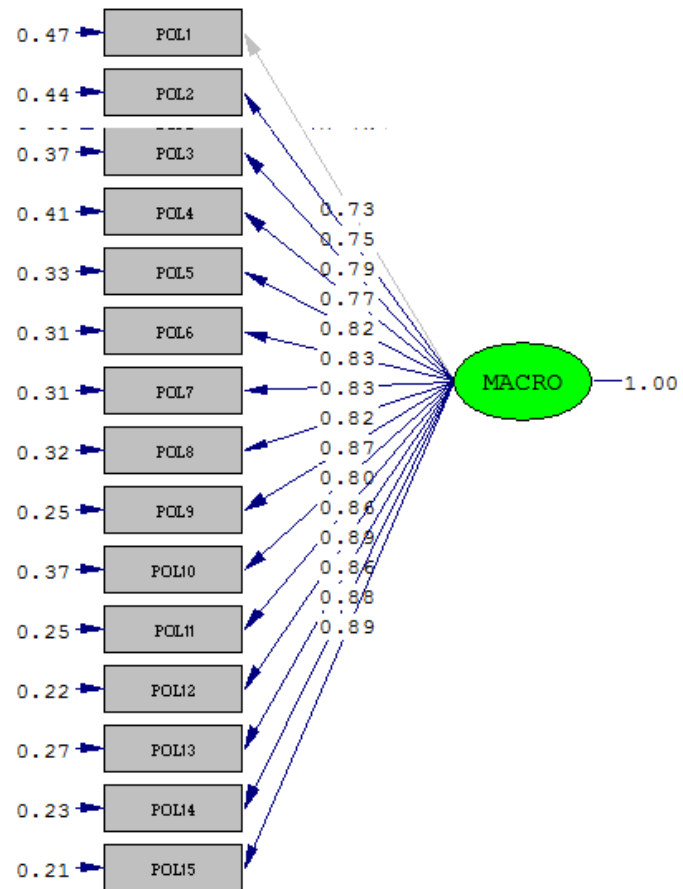 0.47 POL1
0.44 POL2
0.37 POL3
0.41 POL4
0.33 POL5
0.31 POL6
0.31 POL7
0.32 POL8
0.25 POL9
0.37 POL10
0.25 POL11
0.22 POL12
0.27 POL13
0.23 POL14
0.21 POL15
0.73
0.75
0.79
0.77
0.82
0.83
0.83
0.82
0.87
0.80
0.86
0.89
0.86
0.88
0.89
MACRO 1.00